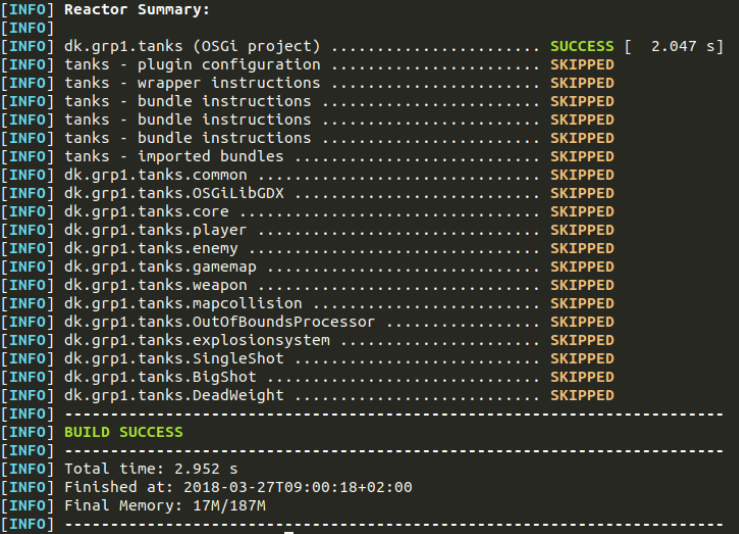 [INFO] Reactor Summary:
[INFO]
[INFO] dk.grp1.tanks (OSGi project) ....................... SUCCESS [  2.047 s]
[INFO] tanks - plugin configuration ....................... SKIPPED
[INFO] tanks - wrapper instructions ....................... SKIPPED
[INFO] tanks - bundle instructions ........................ SKIPPED
[INFO] tanks - bundle instructions ........................ SKIPPED
[INFO] tanks - bundle instructions ........................ SKIPPED
[INFO] tanks - imported bundles ........................... SKIPPED
[INFO] dk.grp1.tanks.common ............................... SKIPPED
[INFO] dk.grp1.tanks.OSGiLibGDX ........................... SKIPPED
[INFO] dk.grp1.tanks.core ................................. SKIPPED
[INFO] dk.grp1.tanks.player ............................... SKIPPED
[INFO] dk.grp1.tanks.enemy ................................ SKIPPED
[INFO] dk.grp1.tanks.gamemap .............................. SKIPPED
[INFO] dk.grp1.tanks.weapon ............................... SKIPPED
[INFO] dk.grp1.tanks.mapcollision ......................... SKIPPED
[INFO] dk.grp1.tanks.OutOfBoundsProcessor ................. SKIPPED
[INFO] dk.grp1.tanks.explosionsystem ...................... SKIPPED
[INFO] dk.grp1.tanks.SingleShot ........................... SKIPPED
[INFO] dk.grp1.tanks.BigShot .............................. SKIPPED
[INFO] dk.grp1.tanks.DeadWeight ........................... SKIPPED
[INFO] ------------------------------------------------------------------------
[INFO] BUILD SUCCESS
[INFO] ------------------------------------------------------------------------
[INFO] Total time: 2.952 s
[INFO] Finished at: 2018-03-27T09:00:18+02:00
[INFO] Final Memory: 17M/187M
[INFO] ------------------------------------------------------------------------